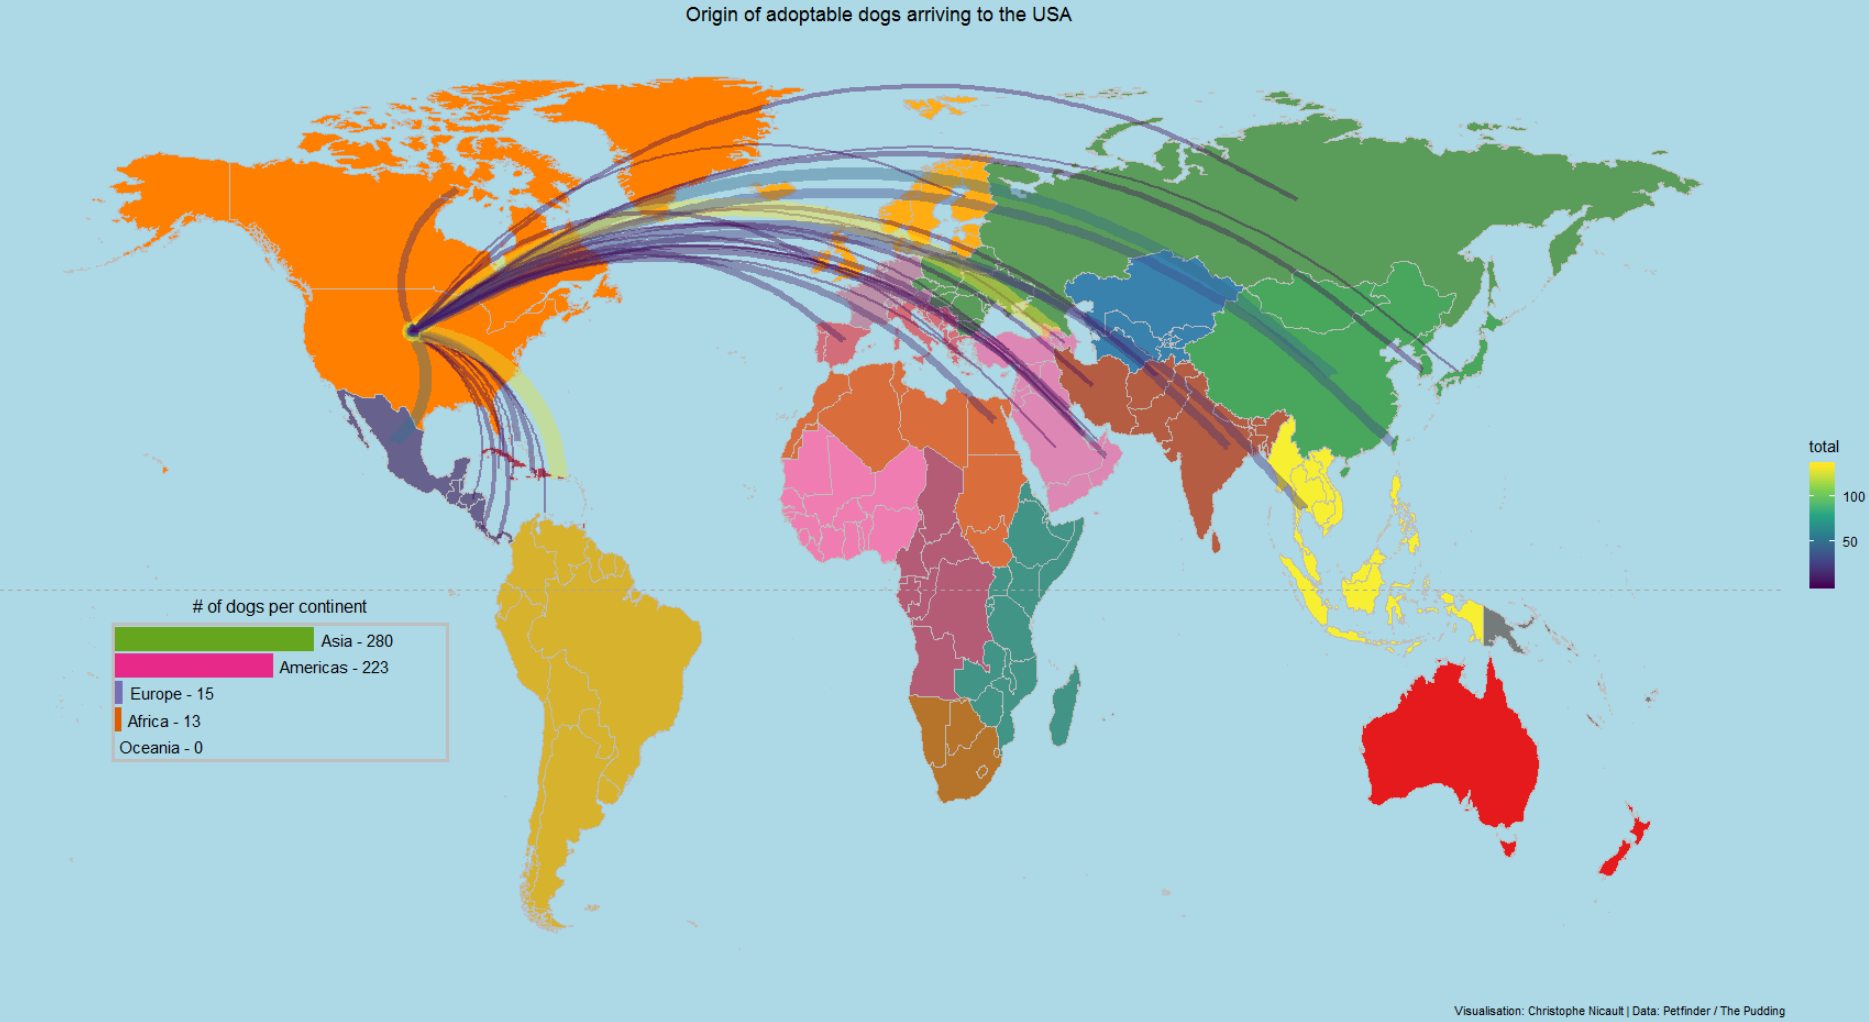 Origin of adoptable dogs arriving to the USA
total
100
50
# of dogs per continent
Asia - 280
Americas - 223
Europe - 15
Africa - 13
Oceania - 0
Visualisation: Christophe Nicault | Data: Petfinder / The Pudding